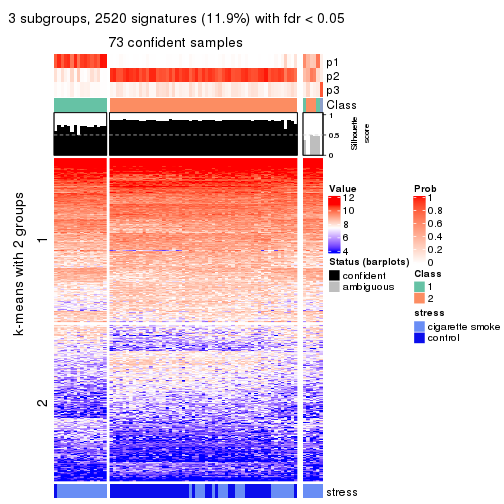 3 subgroups, 2520 signatures (11.9%) with fdr < 0.05
73 confident samples
p1
p2
p3
Class
1
0.5
0
Silhouette
score
k-means with 2 groups
1
2
stress
Value
12
10
8
6
4
Status (barplots)
confident
ambiguous
Prob
1
0.8
0.6
0.4
0.2
0
Class
1
2
stress
cigarette smoke
control